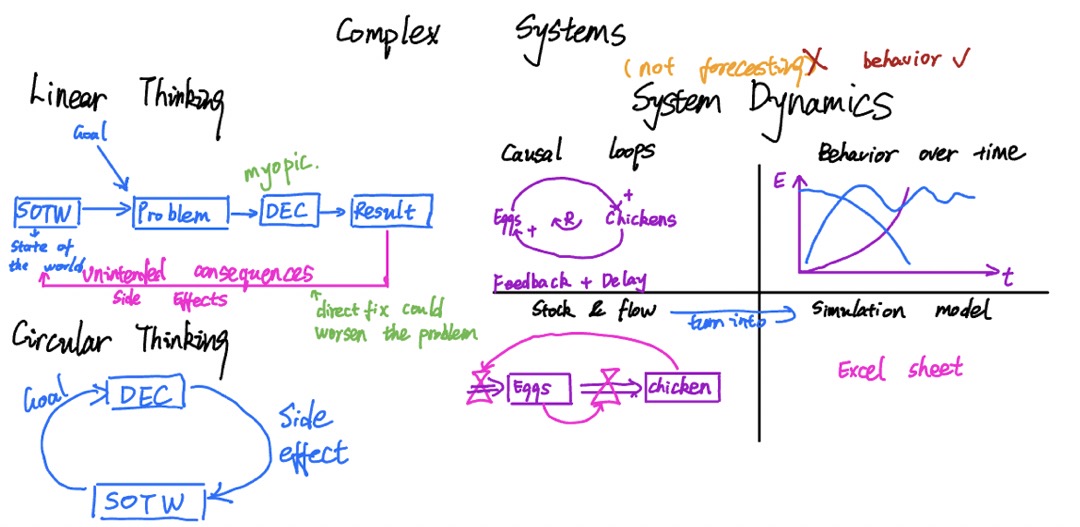 Complex Systems
(not forecasting) X behavior ✓
System Dynamics
Linear Thinking
Goal
myopic.
SOTW
Problem
DEC
Result
State of
the world
Unintended consequences
Side Effects
direct fix could
worsen the problem
Circular Thinking
Goal
DEC
Side
effect
SOTW
Causal loops
+
Eggs
R
Chickens
+
Feedback + Delay
Behavior over time
E
t
Stock & flow
turn into
Simulation model
Eggs
chicken
Excel sheet